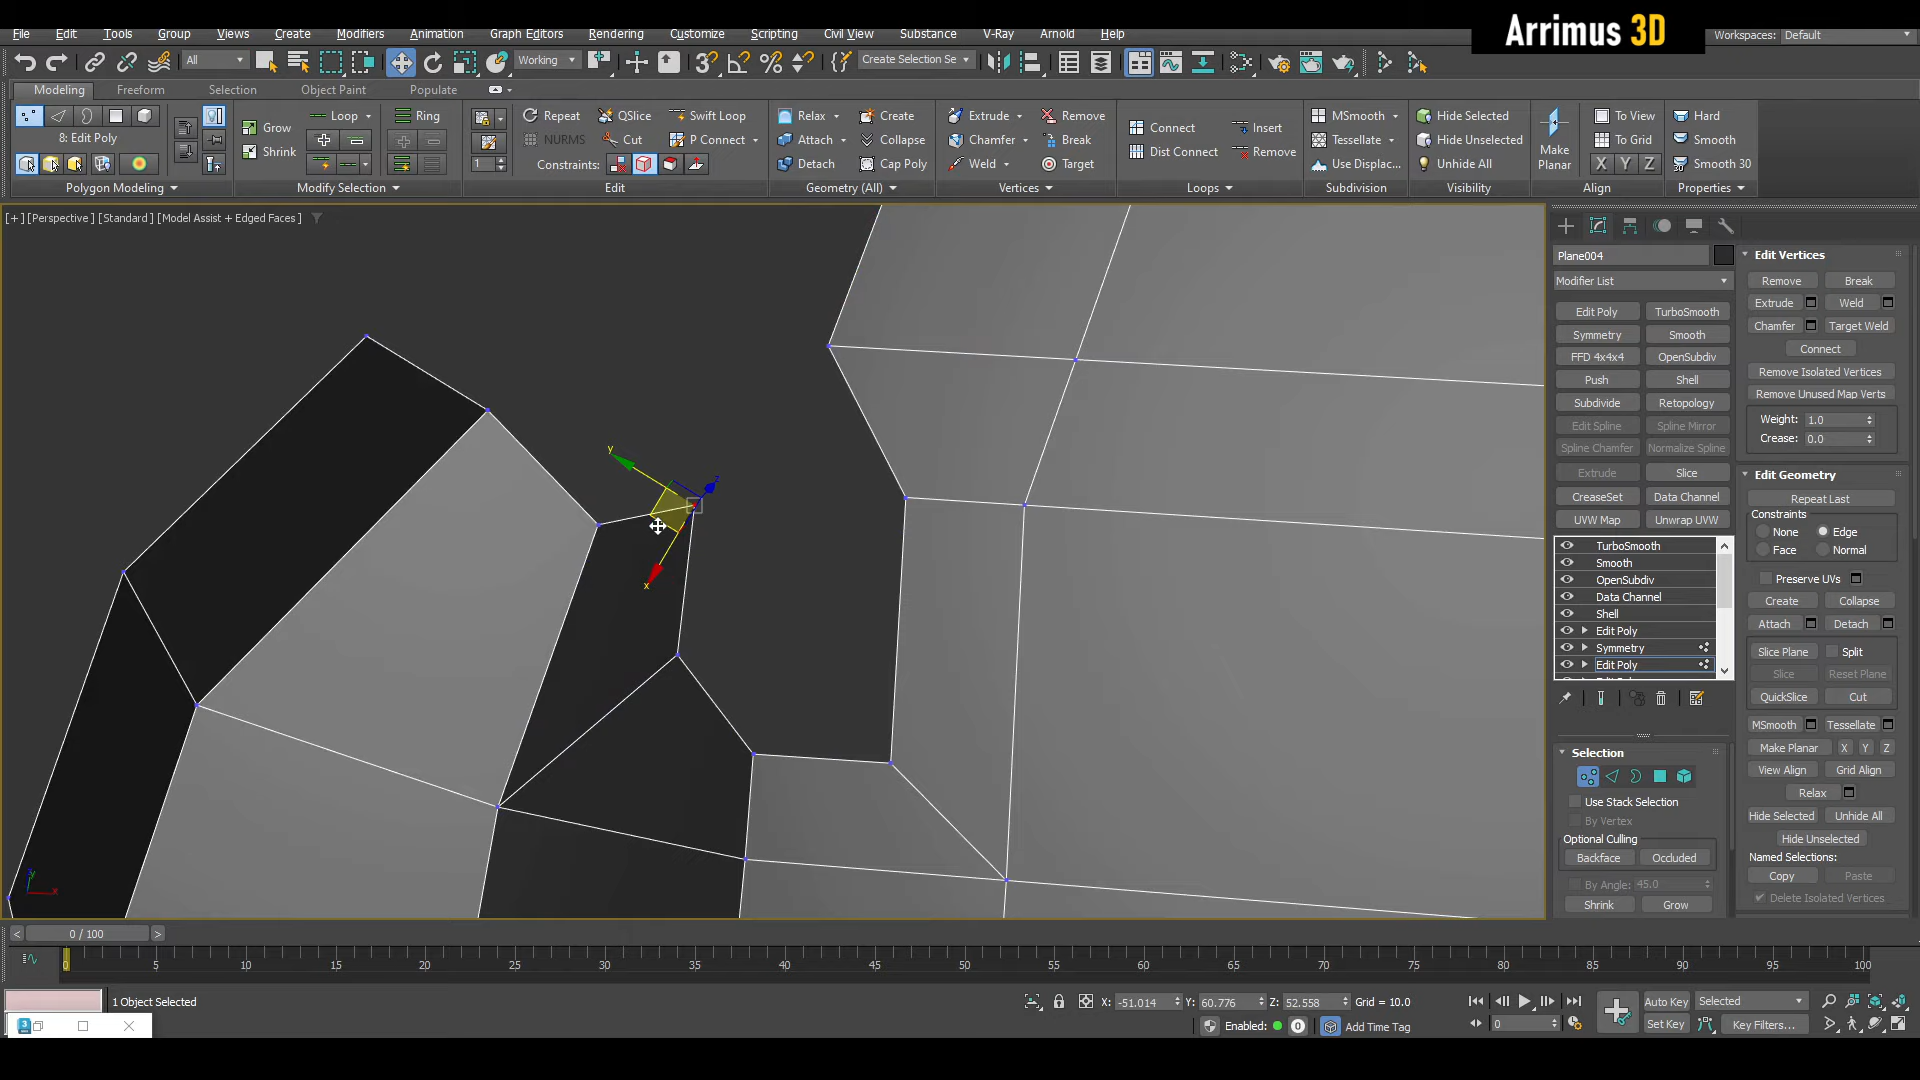 Arrimus 3D
File Edit Tools Group Views Create Modifiers Animation Graph Editors Rendering Customize Scripting Civil View Substance V-Ray Arnold Help
Workspaces: Default
All Working Create Selection Se
Modeling Freeform Selection Object Paint Populate
8: Edit Poly
Grow Loop Ring Repeat QSlice Swift Loop Relax Create Extrude Remove Connect Insert MSmooth Hide Selected To View Hard
Shrink NURMS Cut P Connect Attach Collapse Chamfer Break Dist Connect Remove Tessellate Hide Unselected Make Planar To Grid Smooth
1 Constraints: Detach Cap Poly Weld Target Use Displac... Unhide All X Y Z Smooth 30
Polygon Modeling Modify Selection Edit Geometry (All) Vertices Loops Subdivision Visibility Align Properties
[+] [Perspective] [Standard] [Model Assist + Edged Faces]
y
z
x
y
x
Plane004
Modifier List
Edit Poly TurboSmooth
Symmetry Smooth
FFD 4x4x4 OpenSubdiv
Push Shell
Subdivide Retopology
Edit Spline Spline Mirror
Spline Chamfer Normalize Spline
Extrude Slice
CreaseSet Data Channel
UVW Map Unwrap UVW
TurboSmooth
Smooth
OpenSubdiv
Data Channel
Shell
Edit Poly
Symmetry
Edit Poly
Selection
Use Stack Selection
By Vertex
Optional Culling
Backface Occluded
By Angle: 45.0
Shrink Grow
Edit Vertices
Remove Break
Extrude Weld
Chamfer Target Weld
Connect
Remove Isolated Vertices
Remove Unused Map Verts
Weight: 1.0
Crease: 0.0
Edit Geometry
Repeat Last
Constraints
None Edge
Face Normal
Preserve UVs
Create Collapse
Attach Detach
Slice Plane Split
Slice Reset Plane
QuickSlice Cut
MSmooth Tessellate
Make Planar X Y Z
View Align Grid Align
Relax
Hide Selected Unhide All
Hide Unselected
Named Selections:
Copy Paste
Delete Isolated Vertices
< 0 / 100 >
0 5 10 15 20 25 30 35 40 45 50 55 60 65 70 75 80 85 90 95 100
1 Object Selected
X: -51.014 Y: 60.776 Z: 52.558 Grid = 10.0
Auto Key Selected
Enabled: 0 Add Time Tag
0
Set Key Key Filters...
3